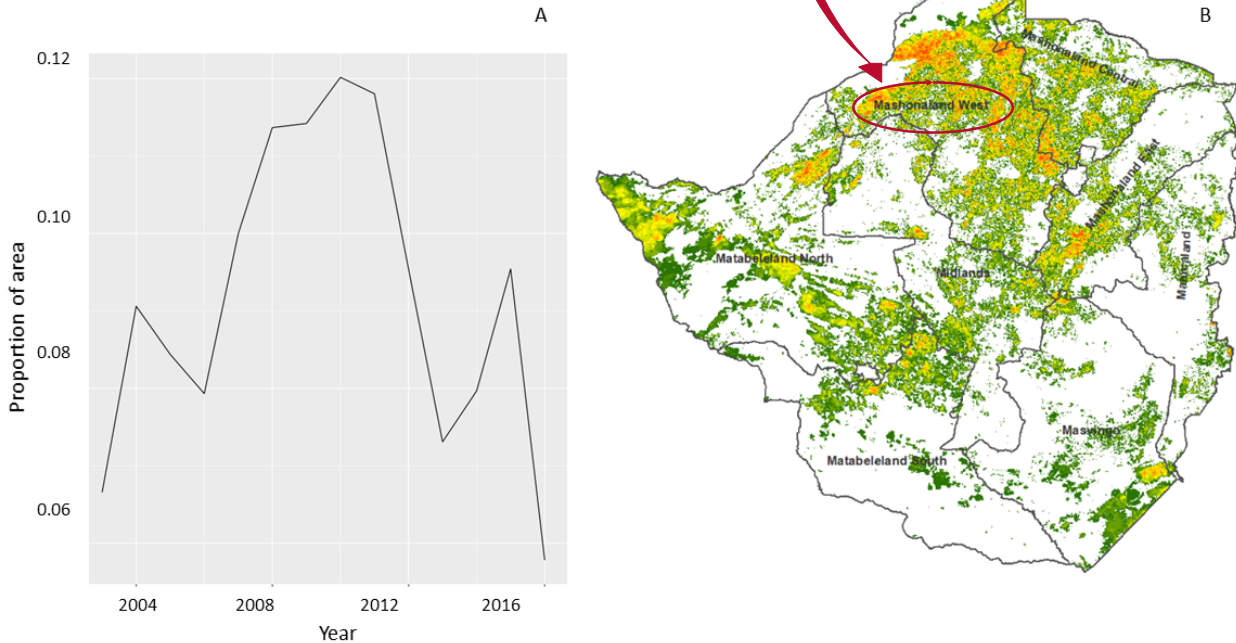 A
0.12
0.10
0.08
0.06
Proportion of area
2004 2008 2012 2016
Year
B
Mashonaland Central
Mashonaland West
Mashonaland East
Manicaland
Matabeleland North
Midlands
Masvingo
Matabeleland South